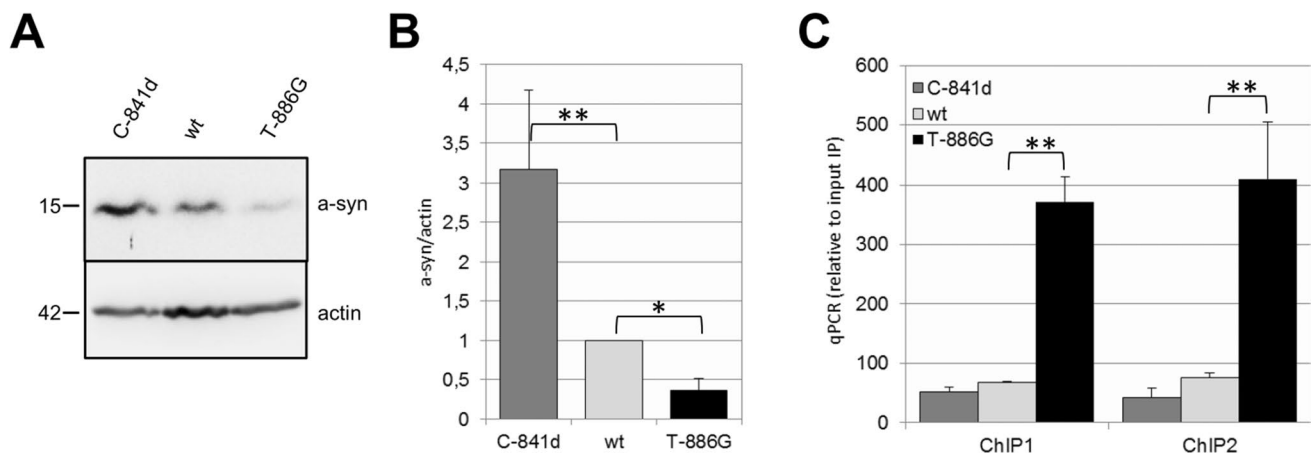 A
C-841d
wt
T-886G
15
a-syn
42
actin
B
a-syn/actin
4,5
4
3,5
3
2,5
2
1,5
1
0,5
0
**
*
C-841d
wt
T-886G
C
qPCR (relative to input IP)
600
500
400
300
200
100
0
C-841d
wt
T-886G
**
**
ChIP1
ChIP2